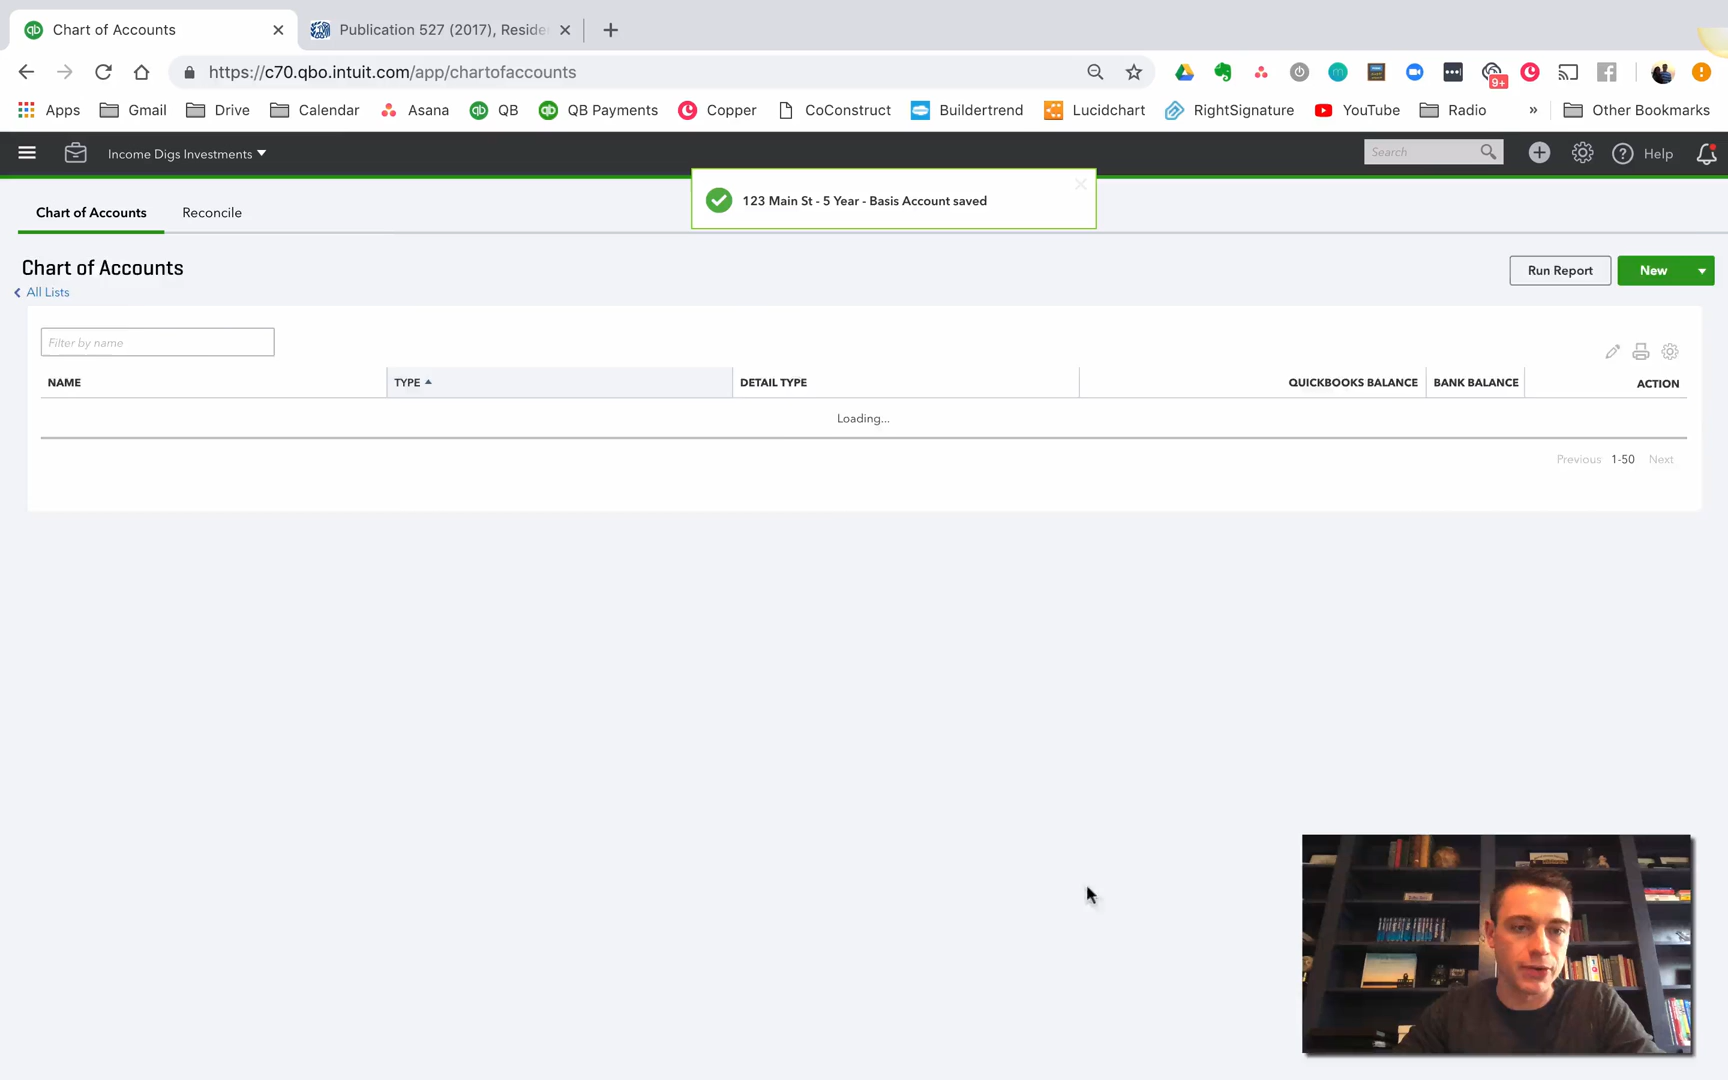 Chart of Accounts
Publication 527 (2017), Reside
https://c70.qbo.intuit.com/app/chartofaccounts
9+
Apps Gmail Drive Calendar Asana QB QB Payments Copper CoConstruct Buildertrend Lucidchart RightSignature YouTube Radio » Other Bookmarks
Income Digs Investments
Search
Help
123 Main St - 5 Year - Basis Account saved
Chart of Accounts Reconcile
Chart of Accounts
All Lists
Run Report
New
Filter by name
NAME TYPE DETAIL TYPE QUICKBOOKS BALANCE BANK BALANCE ACTION
Loading...
Previous 1-50 Next